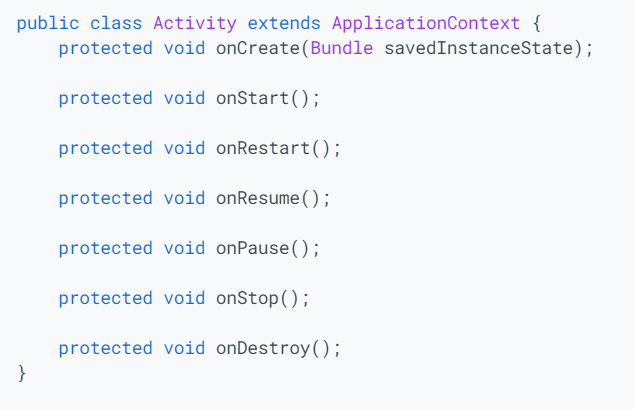 public class Activity extends ApplicationContext {
protected void onCreate(Bundle savedInstanceState);
protected void onStart();
protected void onRestart();
protected void onResume();
protected void onPause();
protected void onStop();
protected void onDestroy();
}